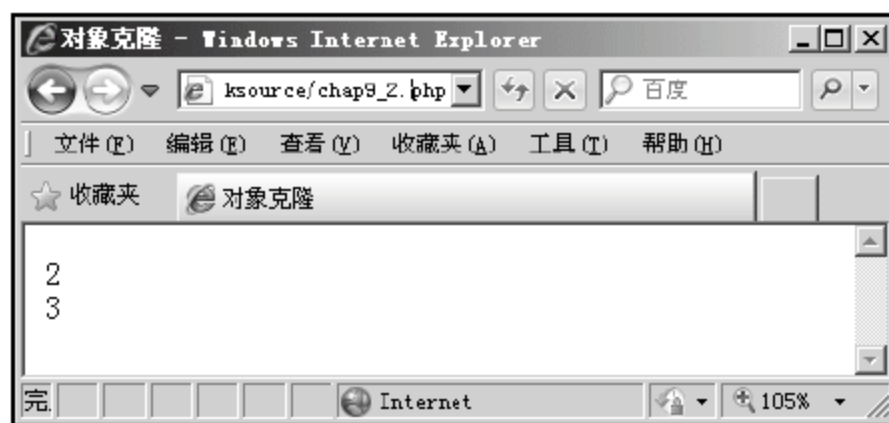 对象克隆 - Windows Internet Explorer
ksource/chap9_2.php 百度
文件(F) 编辑(E) 查看(V) 收藏夹(A) 工具(T) 帮助(H)
收藏夹 对象克隆
2
3
完. Internet 105%